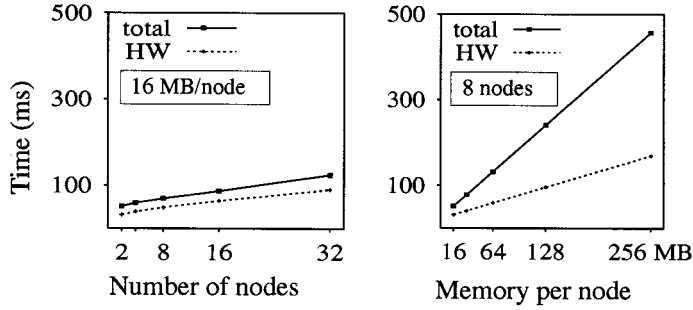 500
total
HW
16 MB/node
300
100
Time (ms)
2 8 16 32
Number of nodes
500
total
HW
8 nodes
300
100
16 64 128 256 MB
Memory per node